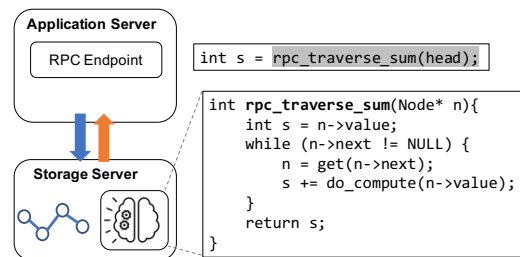 Application Server
RPC Endpoint
int s = rpc_traverse_sum(head);
Storage Server
int rpc_traverse_sum(Node* n){
    int s = n->value;
    while (n->next != NULL) {
        n = get(n->next);
        s += do_compute(n->value);
    }
    return s;
}